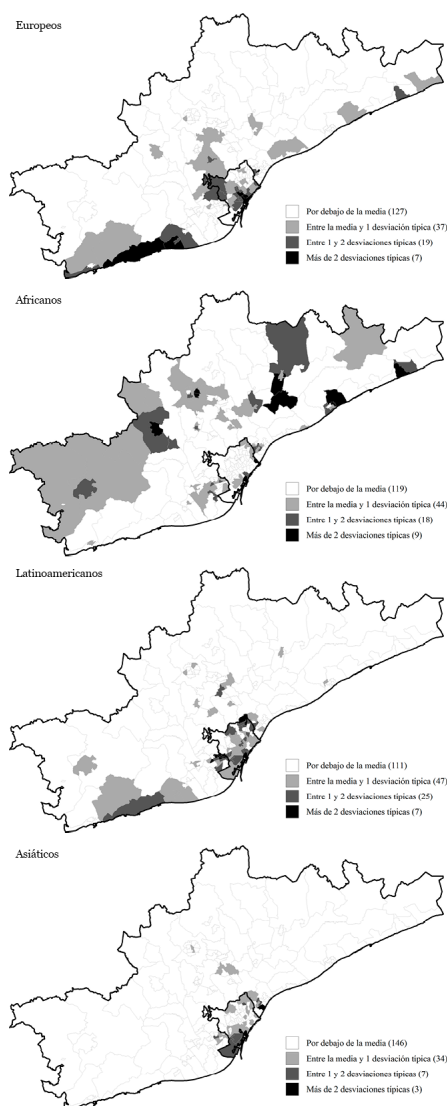 Europeos
Por debajo de la media (127)
Entre la media y 1 desviación típica (37)
Entre 1 y 2 desviaciones típicas (19)
Más de 2 desviaciones típicas (7)
Africanos
Por debajo de la media (119)
Entre la media y 1 desviación típica (44)
Entre 1 y 2 desviaciones típicas (18)
Más de 2 desviaciones típicas (9)
Latinoamericanos
Por debajo de la media (111)
Entre la media y 1 desviación típica (47)
Entre 1 y 2 desviaciones típicas (25)
Más de 2 desviaciones típicas (7)
Asiáticos
Por debajo de la media (146)
Entre la media y 1 desviación típica (34)
Entre 1 y 2 desviaciones típicas (7)
Más de 2 desviaciones típicas (3)